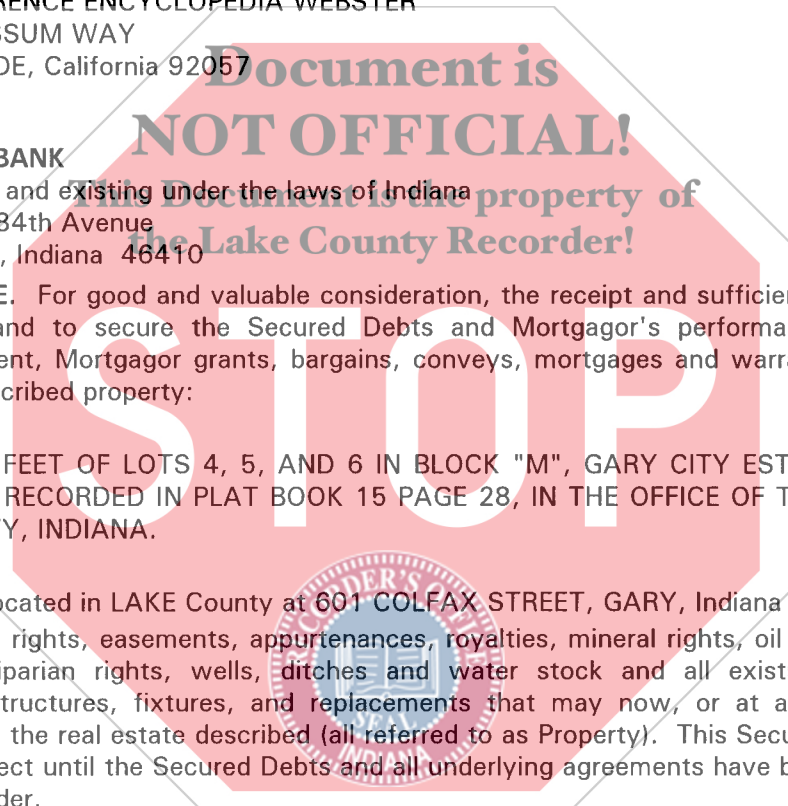 RENCE ENCYCLOPEDIA WEBSTER
SSUM WAY
DE, California 92057
Document is
NOT OFFICIAL!
BANK
and existing under the laws of Indiana
This Document is the property of
84th Avenue
the Lake County Recorder!
, Indiana 46410
E. For good and valuable consideration, the receipt and sufficien
and to secure the Secured Debts and Mortgagor's performa
ent, Mortgagor grants, bargains, conveys, mortgages and warra
cribed property:
STOP
FEET OF LOTS 4, 5, AND 6 IN BLOCK "M", GARY CITY EST
RECORDED IN PLAT BOOK 15 PAGE 28, IN THE OFFICE OF T
Y, INDIANA.
ocated in LAKE County at 601 COLFAX STREET, GARY, Indiana
rights, easements, appurtenances, royalties, mineral rights, oil
iparian rights, wells, ditches and water stock and all exist
tructures, fixtures, and replacements that may now, or at a
the real estate described (all referred to as Property). This Secu
ect until the Secured Debts and all underlying agreements have b
der.
RECORDER'S OFFICE
SEAL
INDIANA